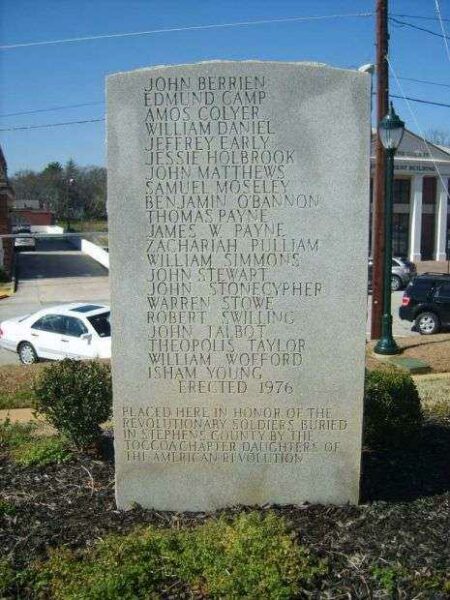 JOHN BERRIEN
EDMUND CAMP
AMOS COLYER
WILLIAM DANIEL
JEFFREY EARLY
JESSIE HOLBROOK
JOHN MATTHEWS
SAMUEL MOSELEY
BENJAMIN O'BANNON
THOMAS PAYNE
JAMES W PAYNE
ZACHARIAH PULLIAM
WILLIAM SIMMONS
JOHN STEWART
JOHN STONECYPHER
WARREN STOWE
ROBERT SWILLING
JOHN TALBOT
THEOPOLIS TAYLOR
WILLIAM WOFFORD
ISHAM YOUNG
ERECTED 1976
PLACED HERE IN HONOR OF THE
REVOLUTIONARY SOLDIERS BURIED
IN STEPHENS COUNTY BY THE
TOCCOA CHAPTER DAUGHTERS OF
THE AMERICAN REVOLUTION